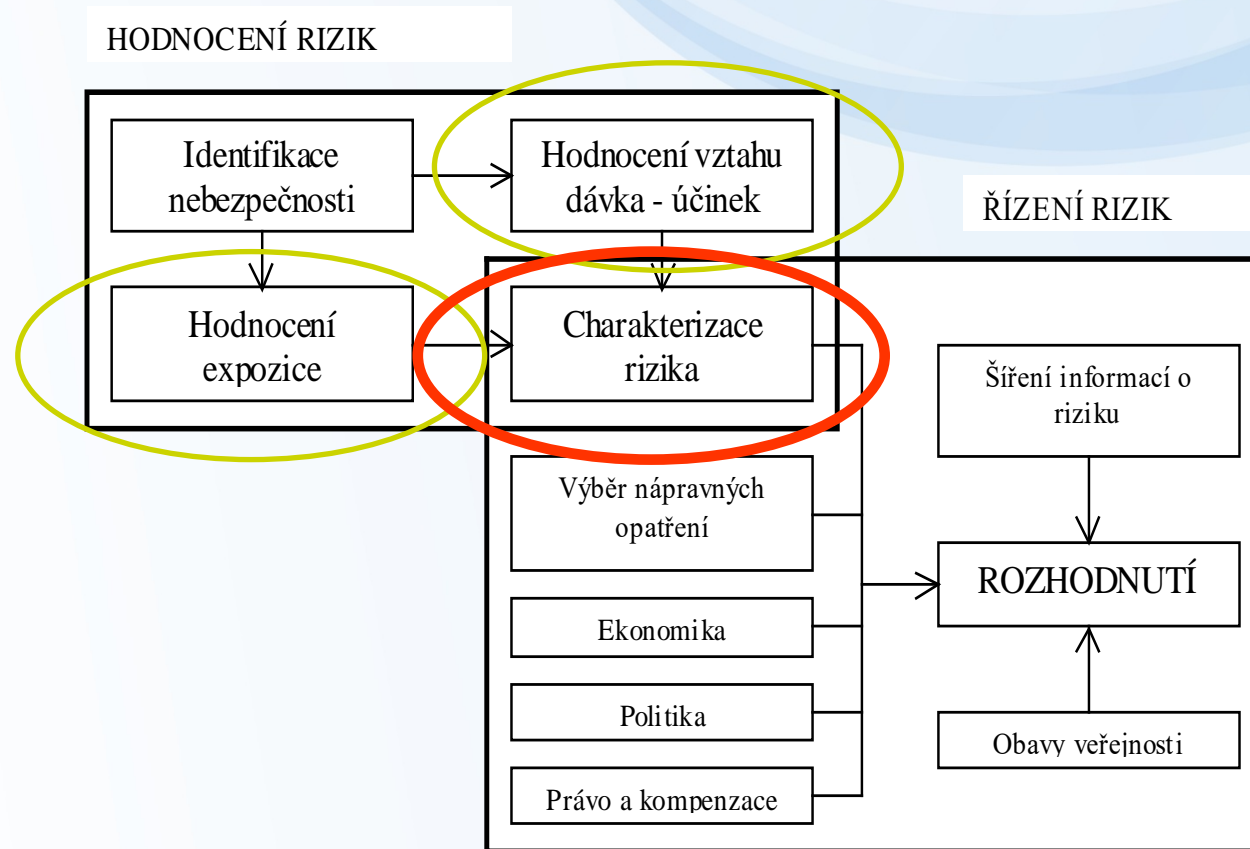 HODNOCENÍ RIZIK
Identifikace
nebezpečnosti
Hodnocení vztahu
dávka - účinek
ŘÍZENÍ RIZIK
Hodnocení
expozice
Charakterizace
rizika
Šíření informací o
riziku
Výběr nápravných
opatření
ROZHODNUTÍ
Ekonomika
Politika
Obavy veřejnosti
Právo a kompenzace